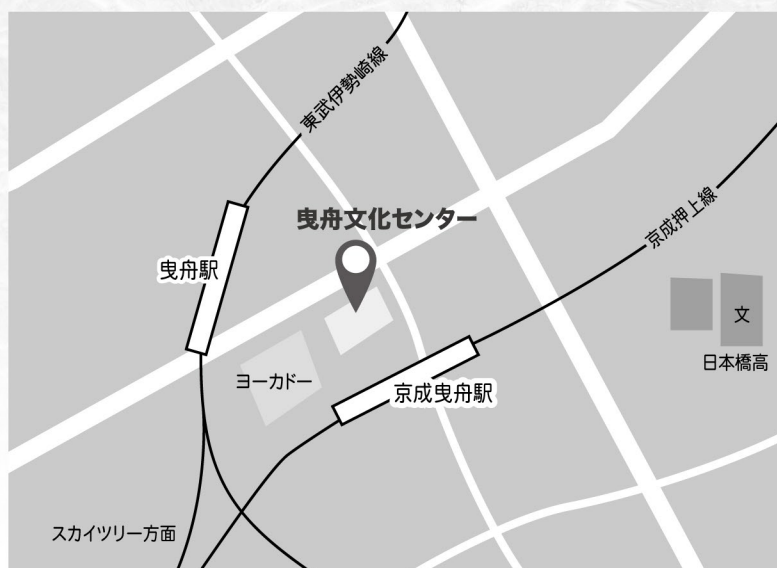 東武伊勢崎線
曳舟文化センター
京成押上線
曳舟駅
文
日本橋高
ヨーカドー
京成曳舟駅
スカイツリー方面